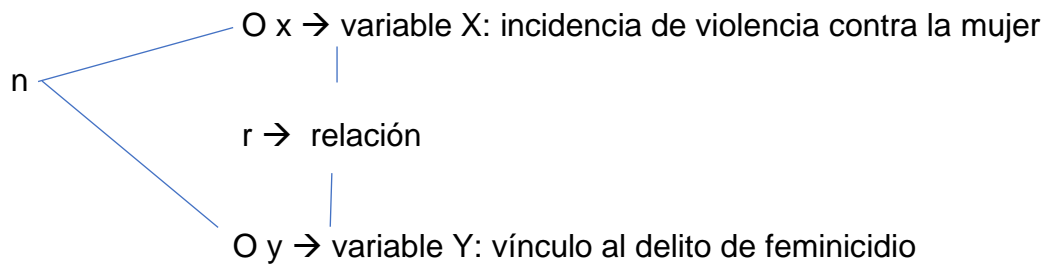 O x → variable X: incidencia de violencia contra la mujer
n
r → relación
O y → variable Y: vínculo al delito de feminicidio